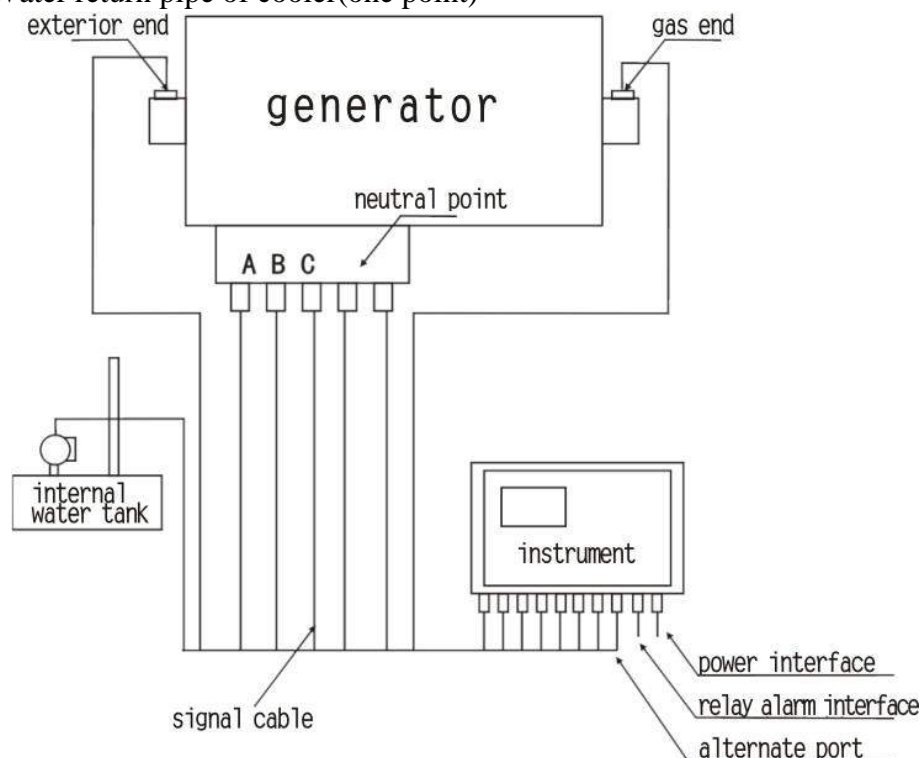 water return pipe of cooler(one point)
exterior end
gas end
generator
neutral point
A B C
internal
water tank
instrument
power interface
relay alarm interface
signal cable
alternate port